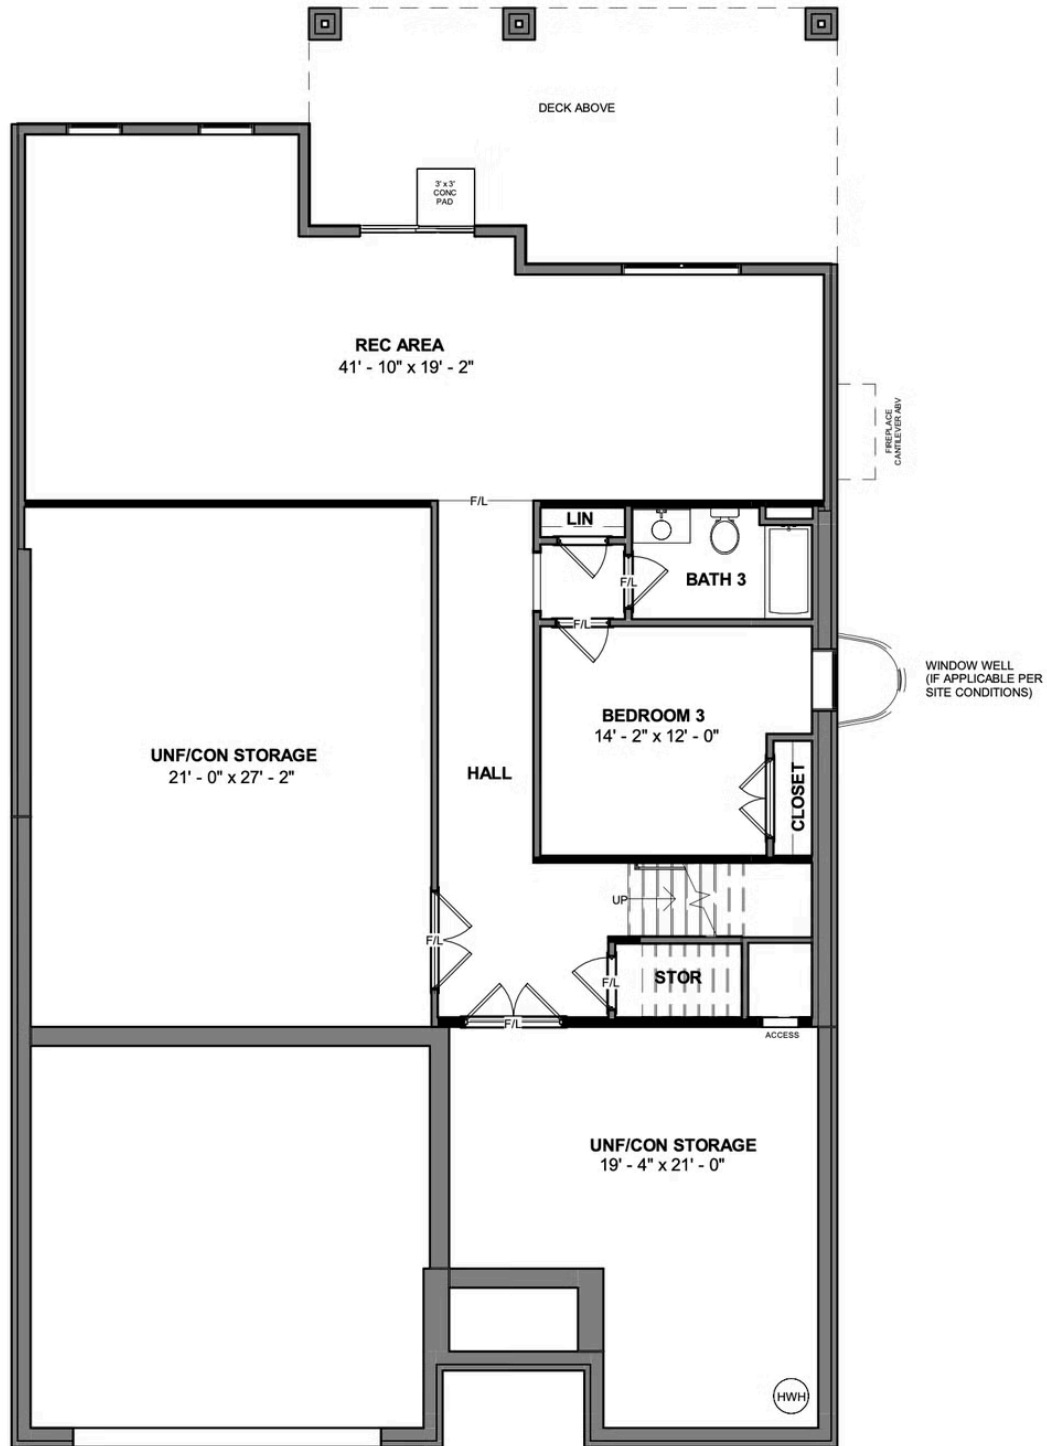 DECK ABOVE
3' x 3'
CONC
PAD
REC AREA
41' - 10" x 19' - 2"
FIREPLACE
CANTILEVER ABV
F/L
LIN
F/L
BATH 3
F/L
WINDOW WELL
(IF APPLICABLE PER
SITE CONDITIONS)
BEDROOM 3
14' - 2" x 12' - 0"
UNF/CON STORAGE
21' - 0" x 27' - 2"
HALL
CLOSET
UP
F/L
STOR
F/L
F/L
ACCESS
UNF/CON STORAGE
19' - 4" x 21' - 0"
HWH